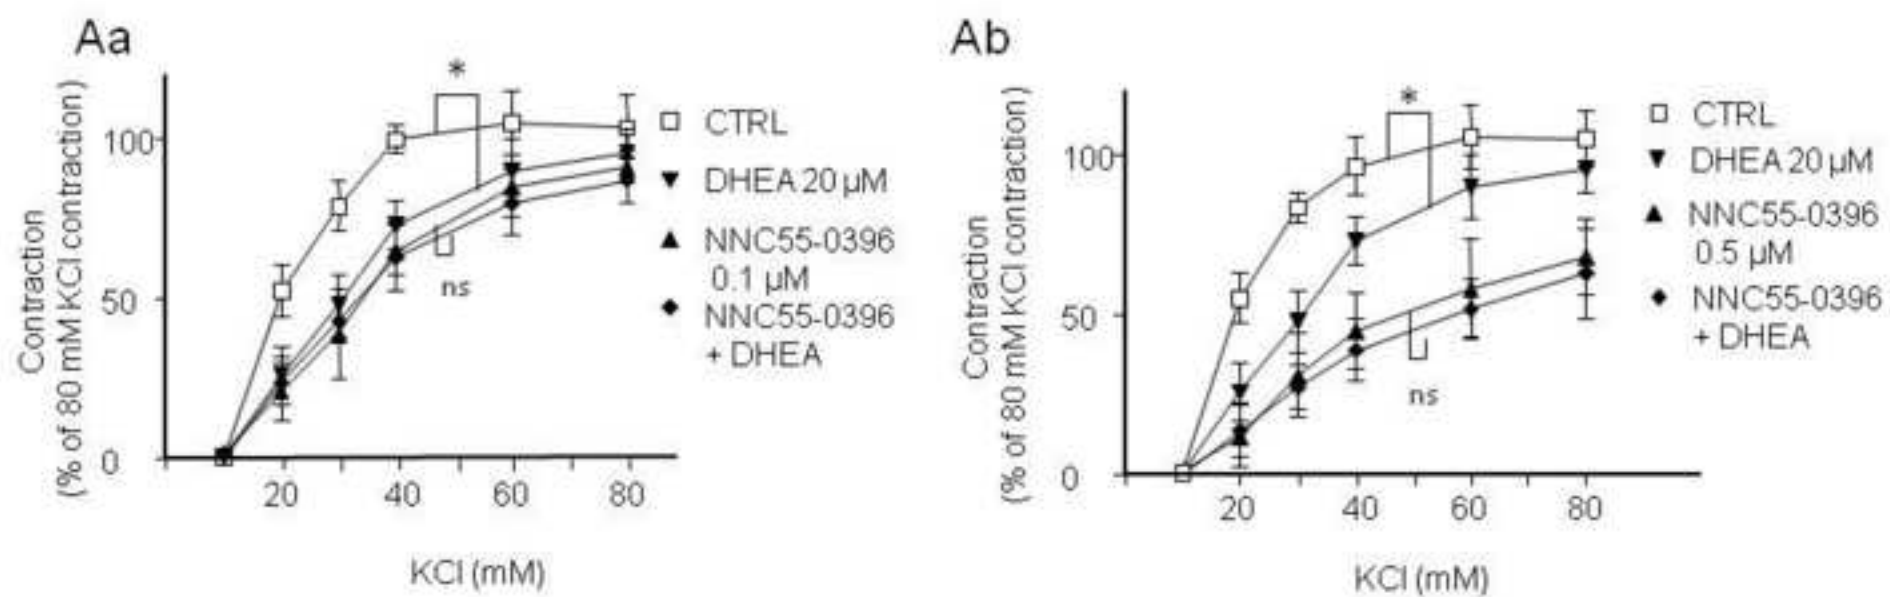 Aa
Contraction
(% of 80 mM KCl contraction)
100
50
0
20 40 60 80
KCl (mM)
*
ns
CTRL
DHEA 20 µM
NNC55-0396
0.1 µM
NNC55-0396
+ DHEA
Ab
Contraction
(% of 80 mM KCl contraction)
100
50
0
20 40 60 80
KCl (mM)
*
ns
CTRL
DHEA 20 µM
NNC55-0396
0.5 µM
NNC55-0396
+ DHEA